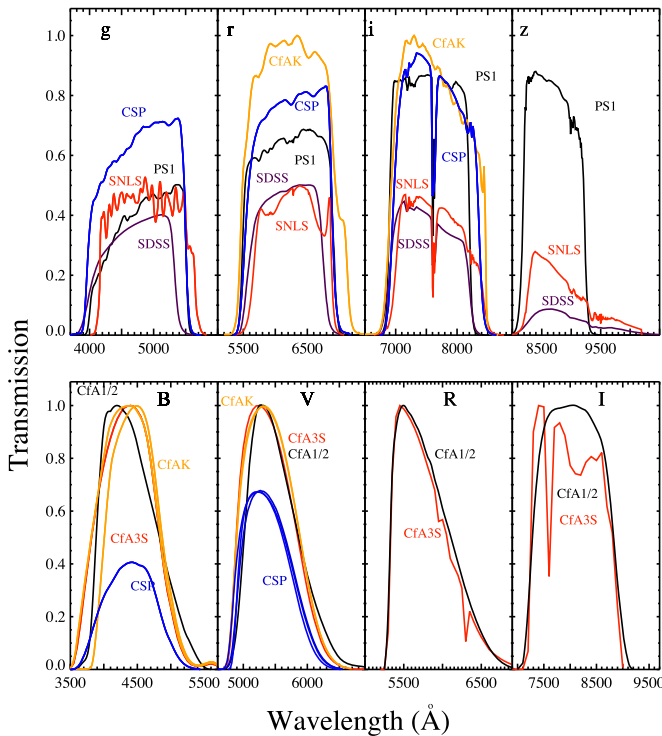 g r i z
1.0
0.8
0.6
0.4
0.2
0.0
CSP
PS1
SNLS
SDSS
CfAK
CSP
PS1
SDSS
SNLS
CfAK
PS1
CSP
SNLS
SDSS
PS1
SNLS
SDSS
4000 5000 5500 6500 7000 8000 8500 9500
Transmission
B V R I
1.0
0.8
0.6
0.4
0.2
0.0
CfA1/2
CfAK
CfA3S
CSP
CfAK
CfA3S
CfA1/2
CSP
CfA1/2
CfA3S
CfA1/2
CfA3S
3500 4500 5500 5000 6000 5500 6500 7500 8500 9500
Wavelength (Å)